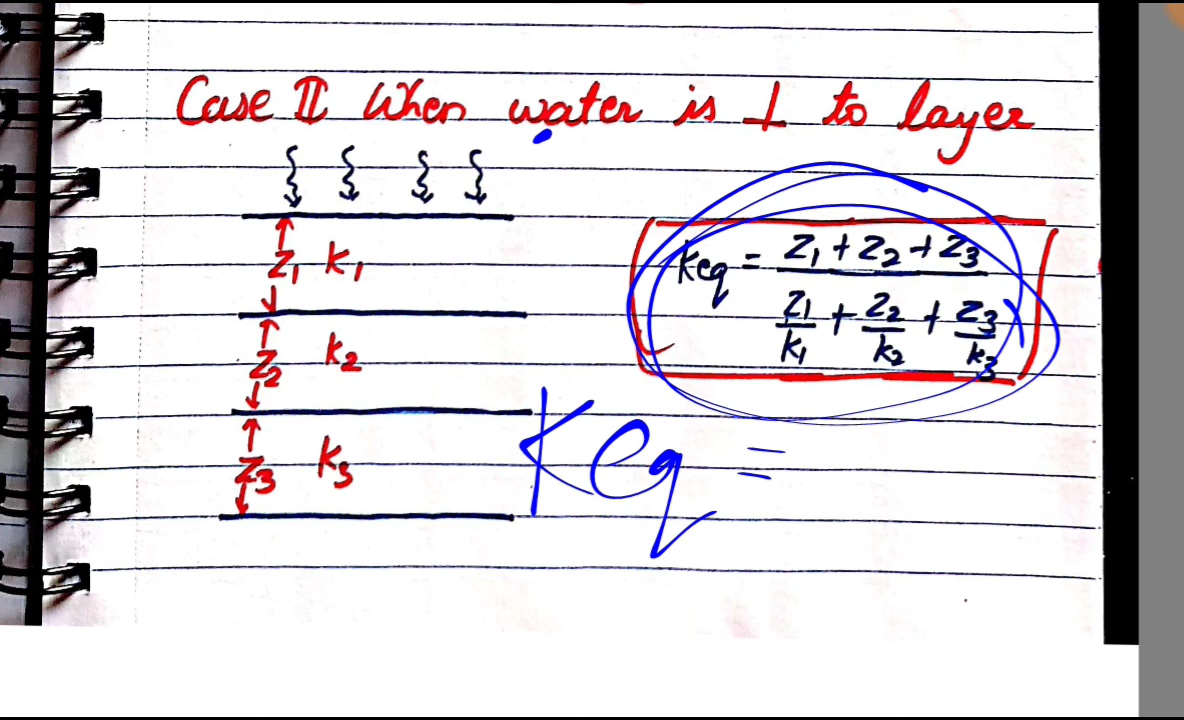 Case II When water is ⊥ to layer
Z1 k1
Z2 k2
Z3 k3
Keq = Z1 + Z2 + Z3 / Z1/k1 + Z2/k2 + Z3/k3
Keq =